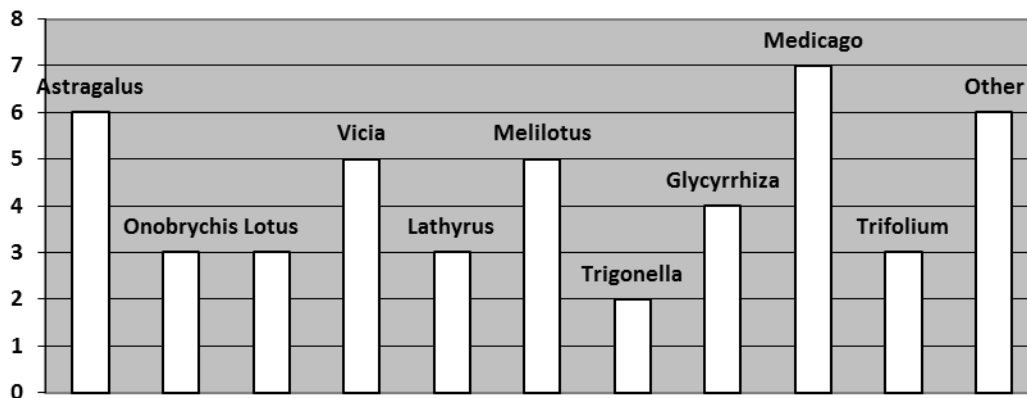 8
7
6
5
4
3
2
1
0
Astragalus
Onobrychis
Lotus
Vicia
Lathyrus
Melilotus
Trigonella
Glycyrrhiza
Medicago
Trifolium
Other